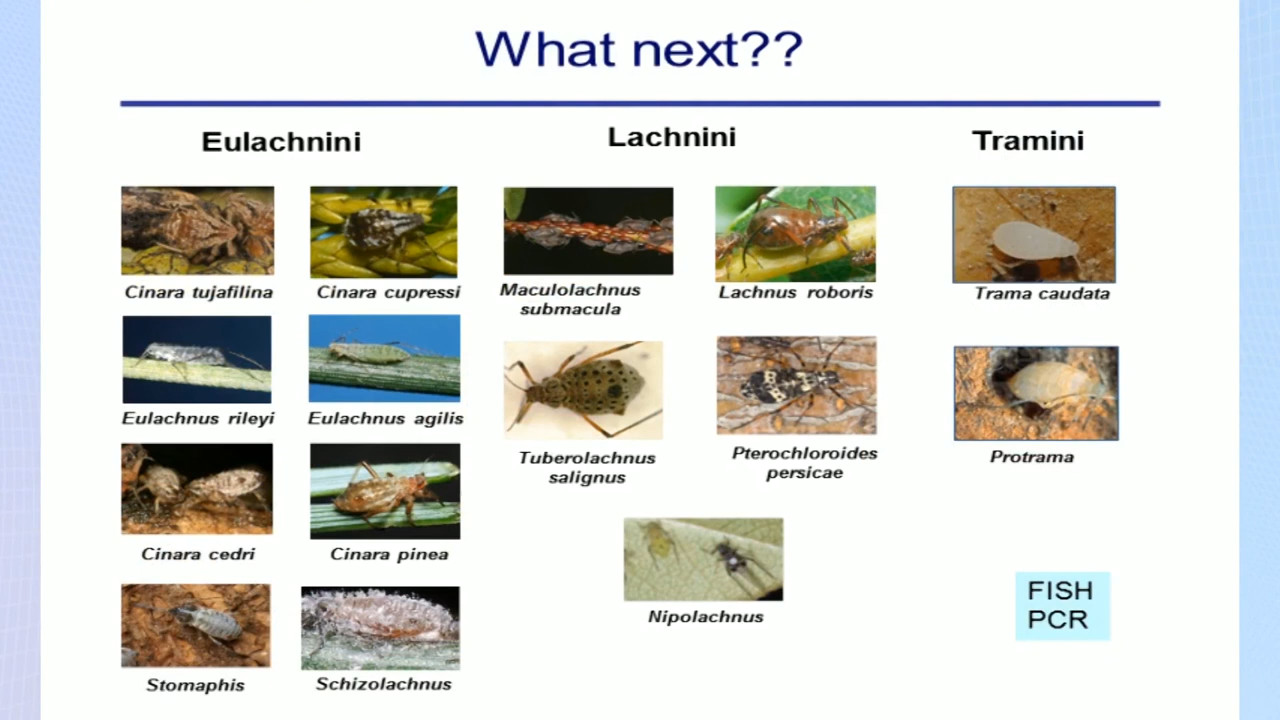 What next??
Eulachnini
Lachnini
Tramini
Cinara tujafilina
Cinara cupressi
Maculolachnus
submacula
Lachnus roboris
Trama caudata
Eulachnus rileyi
Eulachnus agilis
Tuberolachnus
salignus
Pterochloroides
persicae
Protrama
Cinara cedri
Cinara pinea
Nipolachnus
FISH
PCR
Stomaphis
Schizolachnus